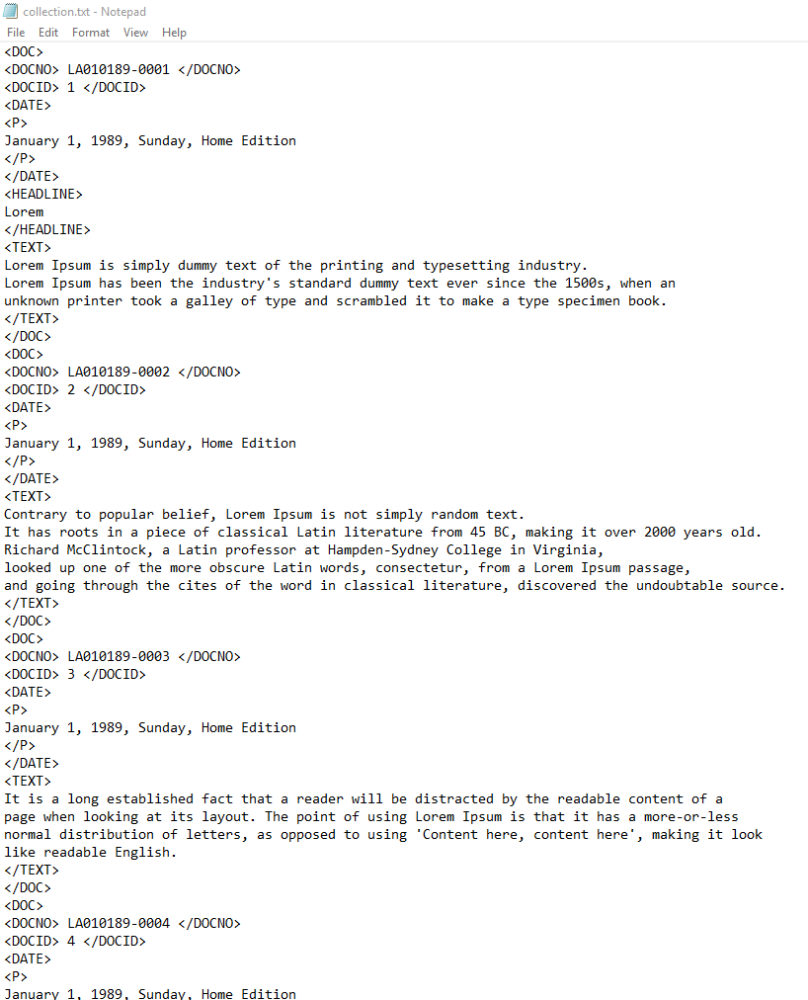 collection.txt - Notepad
File Edit Format View Help
<DOC>
<DOCNO> LA010189-0001 </DOCNO>
<DOCID> 1 </DOCID>
<DATE>
<P>
January 1, 1989, Sunday, Home Edition
</P>
</DATE>
<HEADLINE>
Lorem
</HEADLINE>
<TEXT>
Lorem Ipsum is simply dummy text of the printing and typesetting industry.
Lorem Ipsum has been the industry's standard dummy text ever since the 1500s, when an
unknown printer took a galley of type and scrambled it to make a type specimen book.
</TEXT>
</DOC>
<DOC>
<DOCNO> LA010189-0002 </DOCNO>
<DOCID> 2 </DOCID>
<DATE>
<P>
January 1, 1989, Sunday, Home Edition
</P>
</DATE>
<TEXT>
Contrary to popular belief, Lorem Ipsum is not simply random text.
It has roots in a piece of classical Latin literature from 45 BC, making it over 2000 years old.
Richard McClintock, a Latin professor at Hampden-Sydney College in Virginia,
looked up one of the more obscure Latin words, consectetur, from a Lorem Ipsum passage,
and going through the cites of the word in classical literature, discovered the undoubtable source.
</TEXT>
</DOC>
<DOC>
<DOCNO> LA010189-0003 </DOCNO>
<DOCID> 3 </DOCID>
<DATE>
<P>
January 1, 1989, Sunday, Home Edition
</P>
</DATE>
<TEXT>
It is a long established fact that a reader will be distracted by the readable content of a
page when looking at its layout. The point of using Lorem Ipsum is that it has a more-or-less
normal distribution of letters, as opposed to using 'Content here, content here', making it look
like readable English.
</TEXT>
</DOC>
<DOC>
<DOCNO> LA010189-0004 </DOCNO>
<DOCID> 4 </DOCID>
<DATE>
<P>
January 1, 1989, Sunday, Home Edition